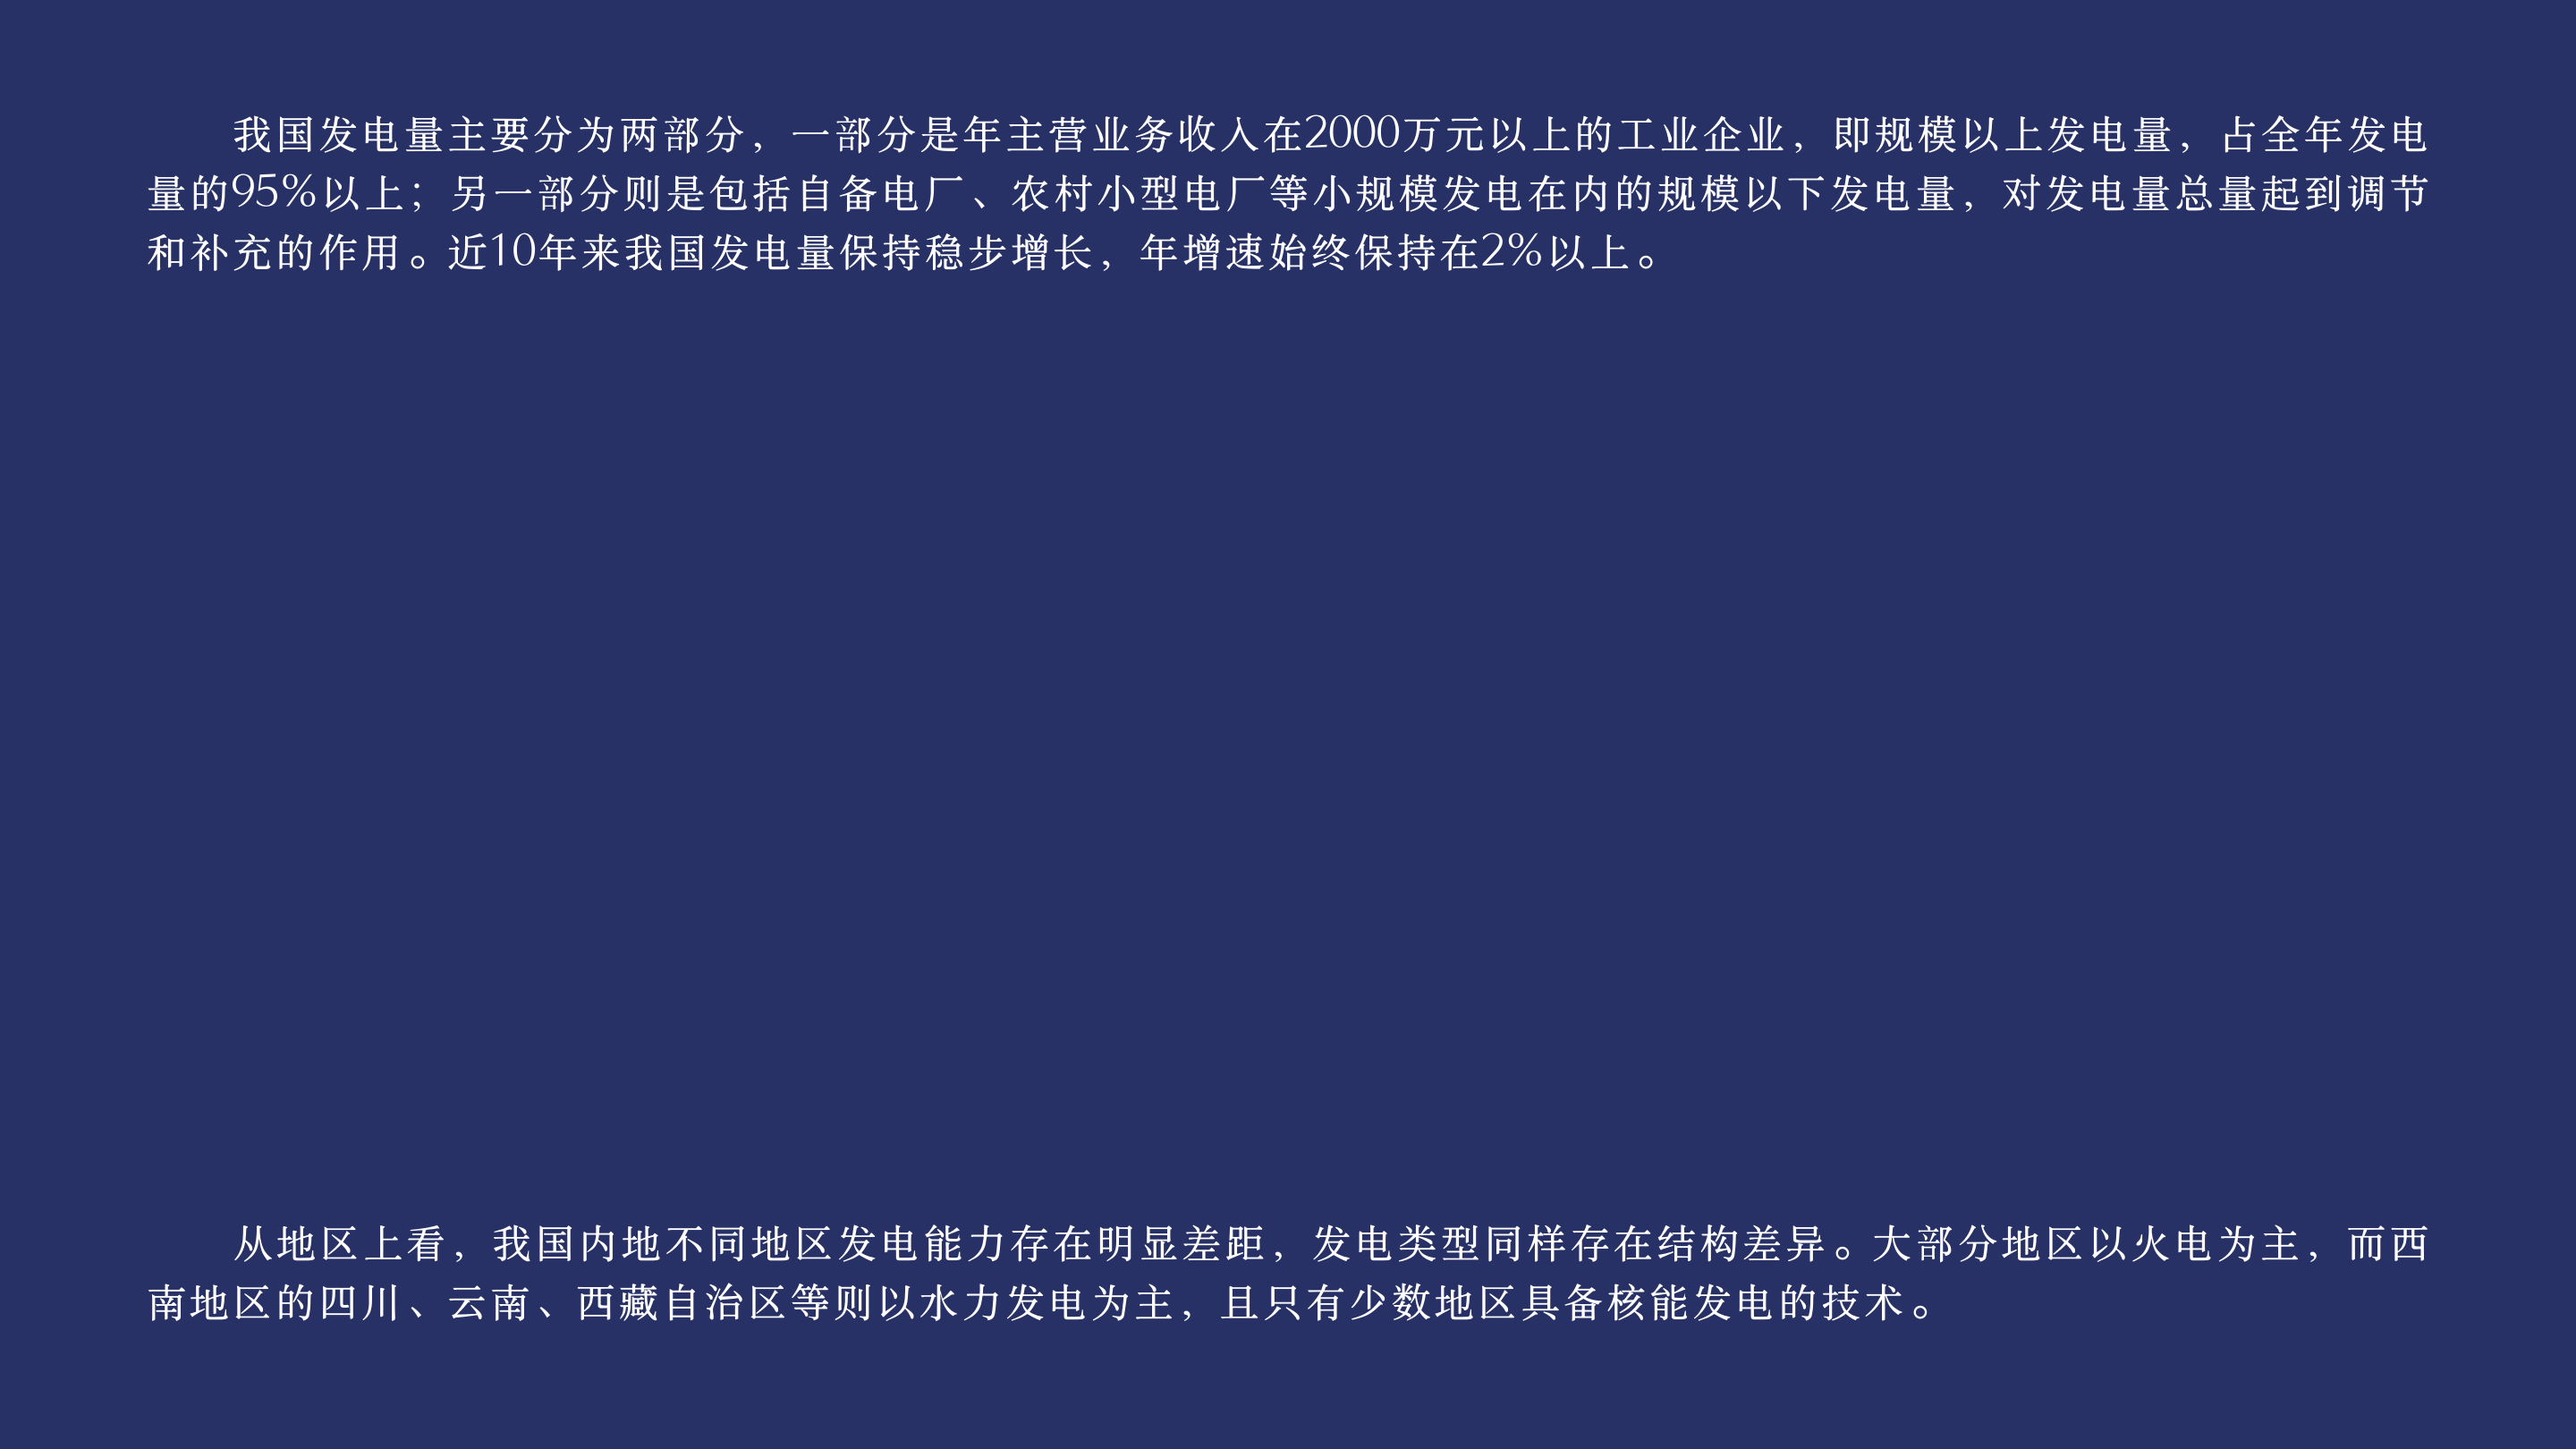 我国发电量主要分为两部分，一部分是年主营业务收入在2000万元以上的工业企业，即规模以上发电量，占全年发电
量的95%以上；另一部分则是包括自备电厂、农村小型电厂等小规模发电在内的规模以下发电量，对发电量总量起到调节
和补充的作用。近10年来我国发电量保持稳步增长，年增速始终保持在2%以上。
从地区上看，我国内地不同地区发电能力存在明显差距，发电类型同样存在结构差异。大部分地区以火电为主，而西
南地区的四川、云南、西藏自治区等则以水力发电为主，且只有少数地区具备核能发电的技术。